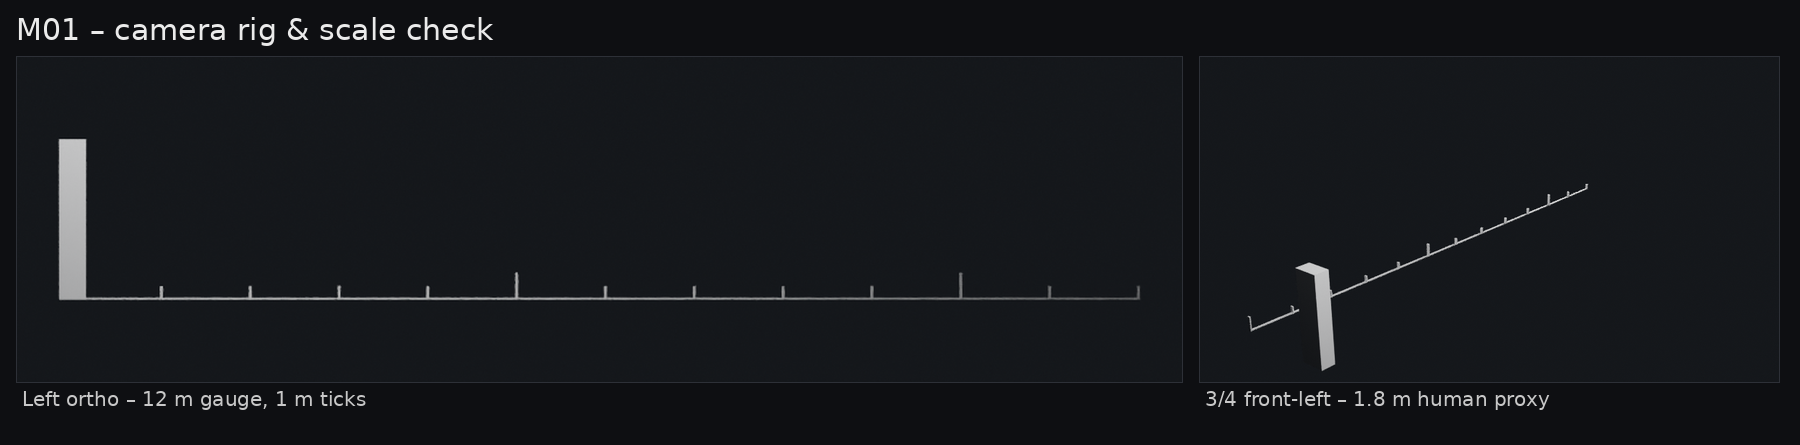 M01 – camera rig & scale check
Left ortho – 12 m gauge, 1 m ticks
3/4 front-left – 1.8 m human proxy